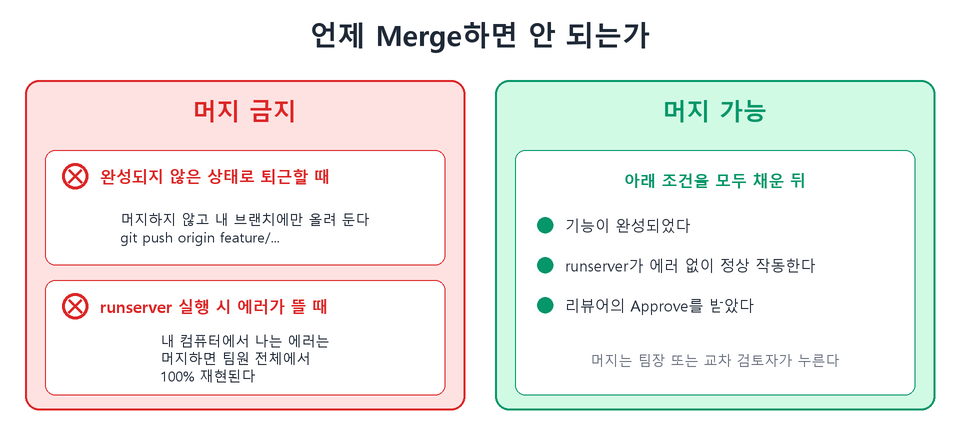 언제 Merge하면 안 되는가
머지 금지
완성되지 않은 상태로 퇴근할 때
머지하지 않고 내 브랜치에만 올려 둔다
git push origin feature/...
runserver 실행 시 에러가 뜰 때
내 컴퓨터에서 나는 에러는
머지하면 팀원 전체에서
100% 재현된다
머지 가능
아래 조건을 모두 채운 뒤
기능이 완성되었다
runserver가 에러 없이 정상 작동한다
리뷰어의 Approve를 받았다
머지는 팀장 또는 교차 검토자가 누른다